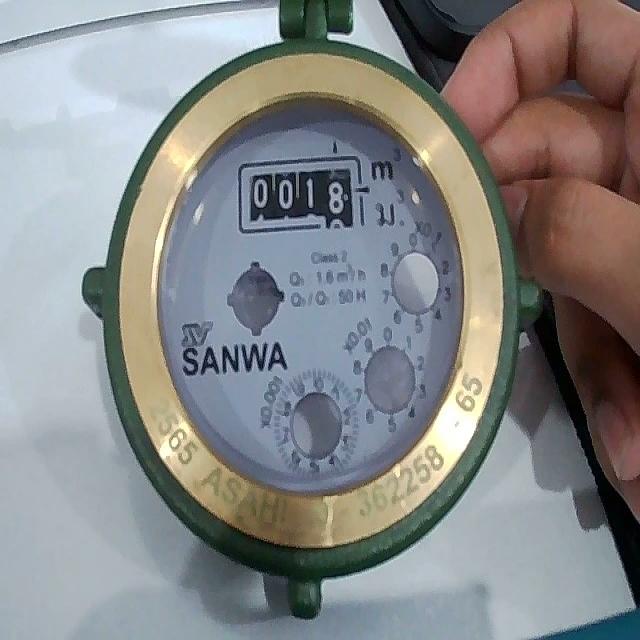 0018
m³
ม.³
Class 2
Q₃ : 1.6 m³/h
Q₃/Q₁ : 50 H
X0.1
X0.01
X0.001
SV
SANWA
2565 ASAHI - 362258 - 65